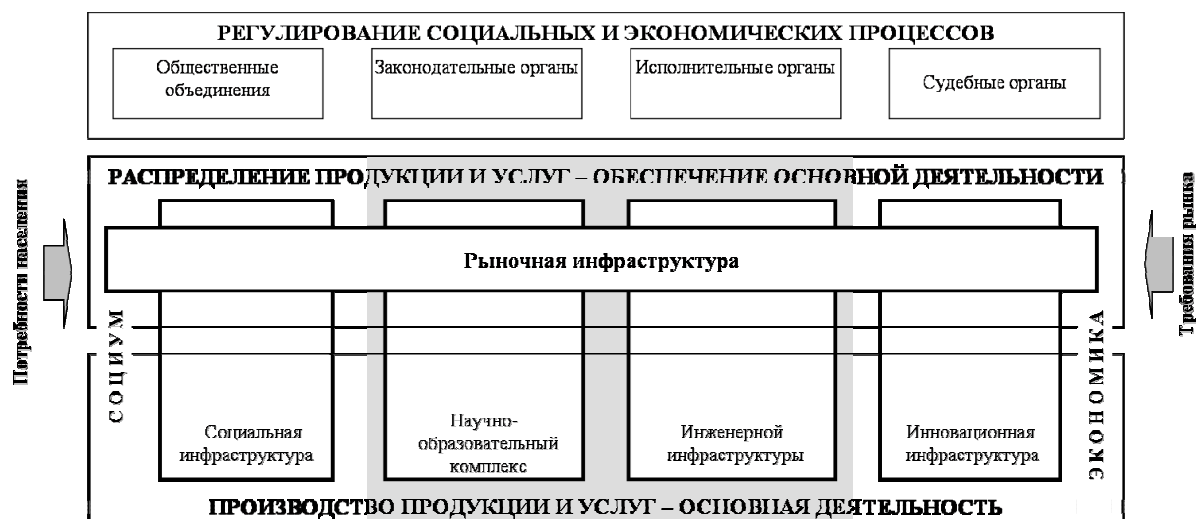 РЕГУЛИРОВАНИЕ СОЦИАЛЬНЫХ И ЭКОНОМИЧЕСКИХ ПРОЦЕССОВ
Общественные
объединения
Законодательные органы
Исполнительные органы
Судебные органы
РАСПРЕДЕЛЕНИЕ ПРОДУКЦИИ И УСЛУГ – ОБЕСПЕЧЕНИЕ ОСНОВНОЙ ДЕЯТЕЛЬНОСТИ
Потребности населения
Рыночная инфраструктура
Требования рынка
СОЦИУМ
ЭКОНОМИКА
Социальная
инфраструктура
Научно-
образовательный
комплекс
Инженерной
инфраструктуры
Инновационная
инфраструктура
ПРОИЗВОДСТВО ПРОДУКЦИИ И УСЛУГ – ОСНОВНАЯ ДЕЯТЕЛЬНОСТЬ